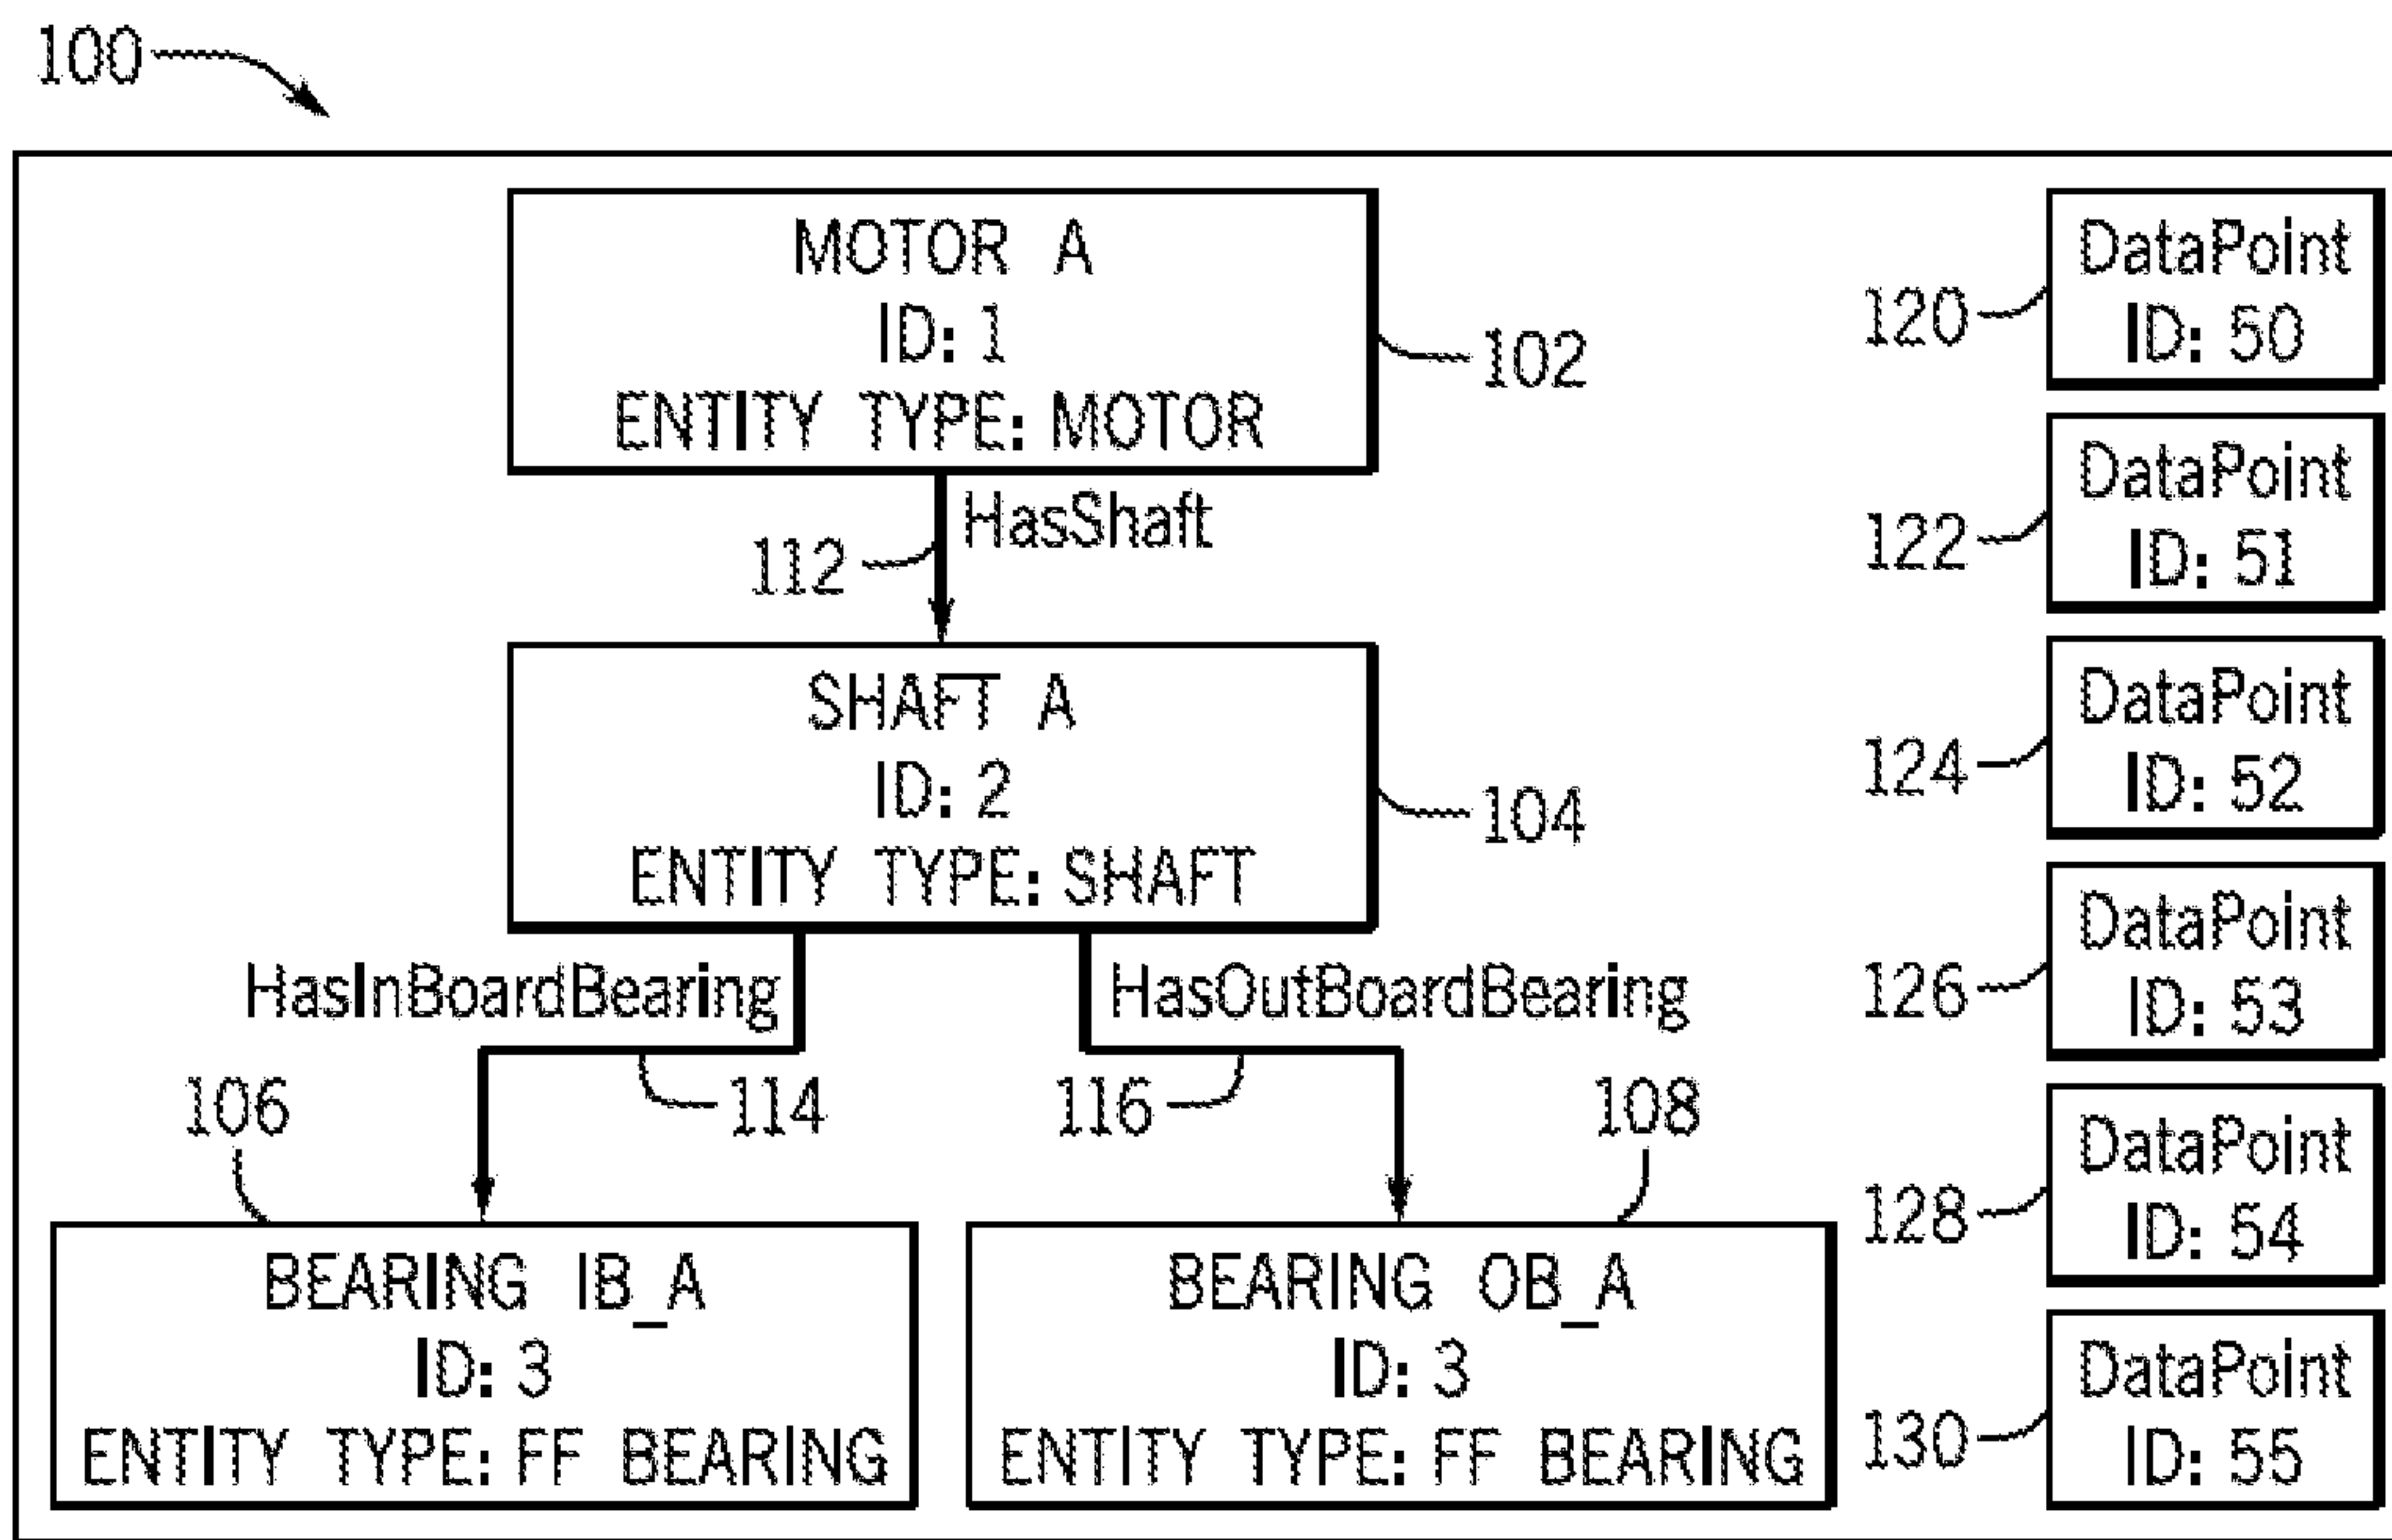 100
MOTOR A
ID: 1
ENTITY TYPE: MOTOR
102
HasShaft
112
SHAFT A
ID: 2
ENTITY TYPE: SHAFT
104
HasInBoardBearing
HasOutBoardBearing
114
116
106
108
BEARING IB_A
ID: 3
ENTITY TYPE: FF BEARING
BEARING OB_A
ID: 3
ENTITY TYPE: FF BEARING
DataPoint
ID: 50
120
DataPoint
ID: 51
122
DataPoint
ID: 52
124
DataPoint
ID: 53
126
DataPoint
ID: 54
128
DataPoint
ID: 55
130